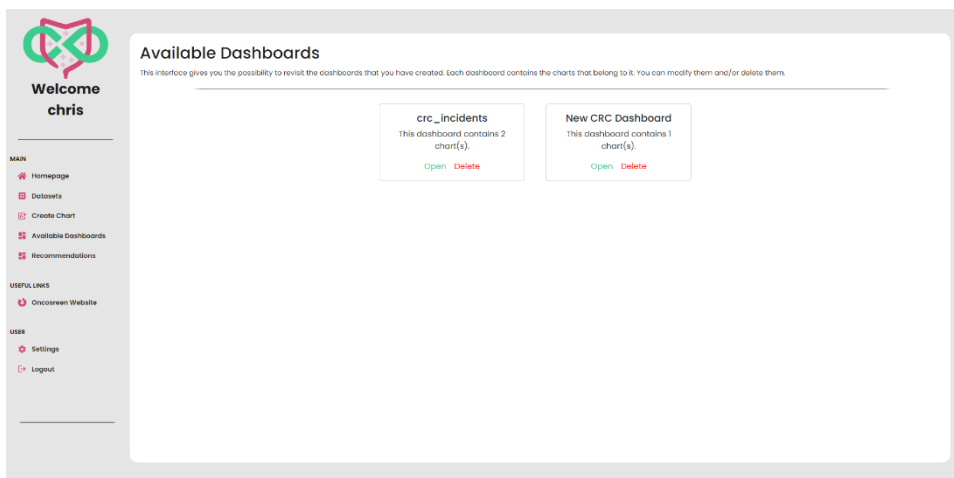 Welcome
chris
MAIN
Homepage
Datasets
Create Chart
Available Dashboards
Recommendations
USEFUL LINKS
Oncosreen Website
USER
Settings
Logout
Available Dashboards
This interface gives you the possibility to revisit the dashboards that you have created. Each dashboard contains the charts that belong to it. You can modify them and/or delete them.
crc_incidents
This dashboard contains 2
chart(s).
Open Delete
New CRC Dashboard
This dashboard contains 1
chart(s).
Open Delete